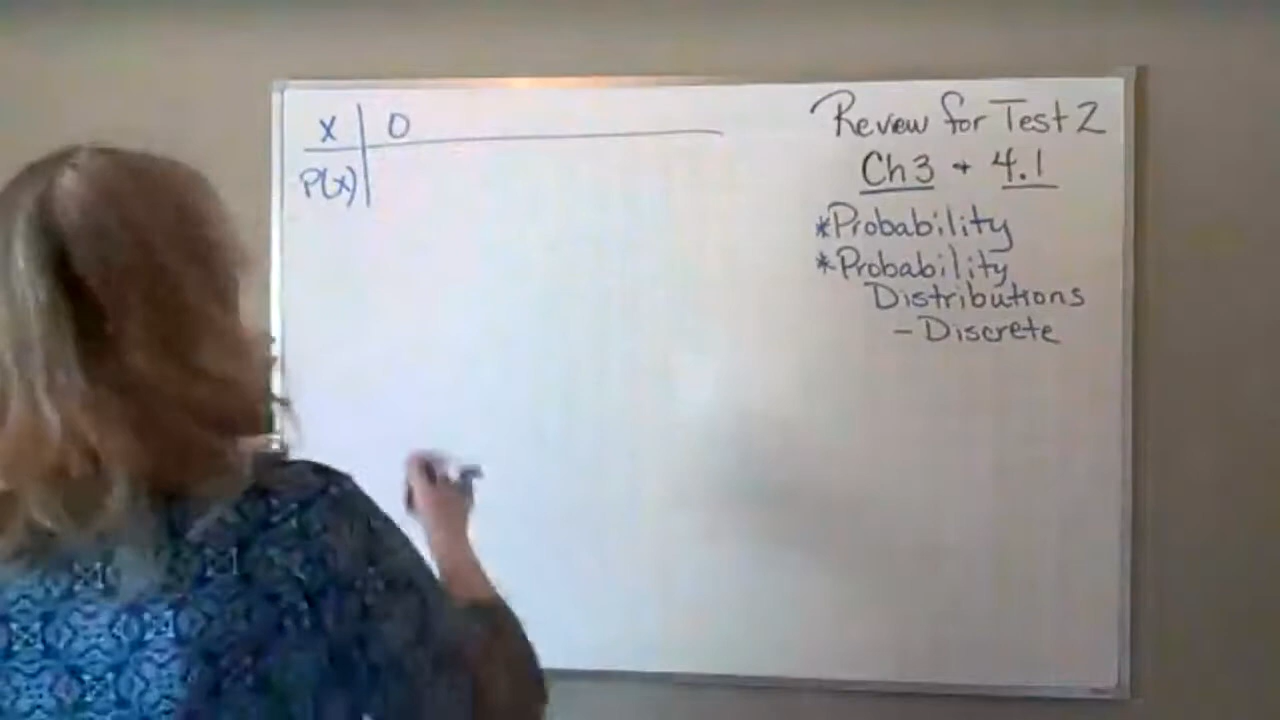 x 0
P(x)
Review for Test 2
Ch 3 + 4.1
*Probability
*Probability
Distributions
- Discrete